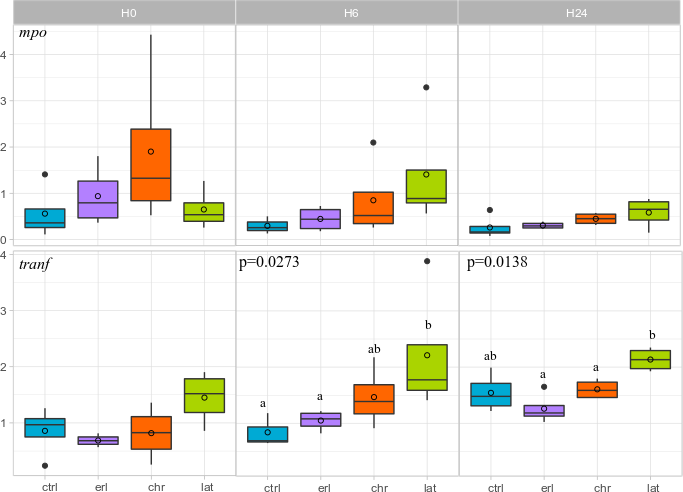 H0 H6 H24
mpo
4
3
2
1
0
tranf p=0.0273 p=0.0138
4
3
2
1
a a ab b
ab a a b
ctrl erl chr lat ctrl erl chr lat ctrl erl chr lat